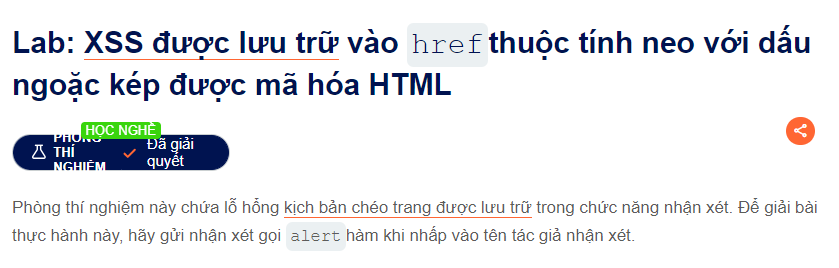 Lab: XSS được lưu trữ vào href thuộc tính neo với dấu
ngoặc kép được mã hóa HTML
HỌC NGHỀ
PHÒNG
THÍ
NGHIỆM
Đã giải
quyết
Phòng thí nghiệm này chứa lỗ hổng kịch bản chéo trang được lưu trữ trong chức năng nhận xét. Để giải bài
thực hành này, hãy gửi nhận xét gọi alert hàm khi nhấp vào tên tác giả nhận xét.